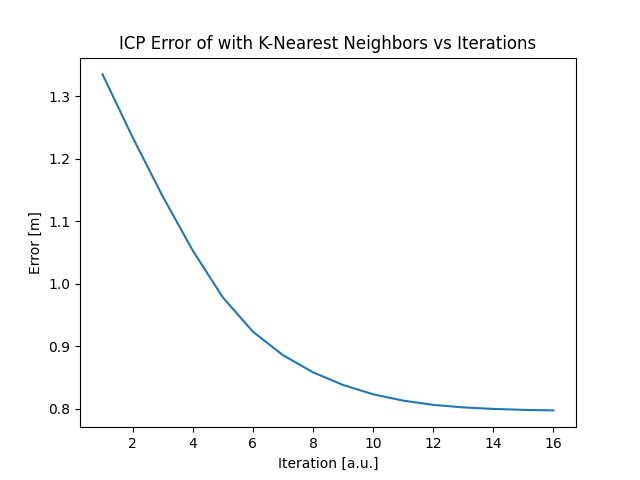 ICP Error of with K-Nearest Neighbors vs Iterations
1.3
1.2
1.1
1.0
0.9
0.8
Error [m]
2 4 6 8 10 12 14 16
Iteration [a.u.]